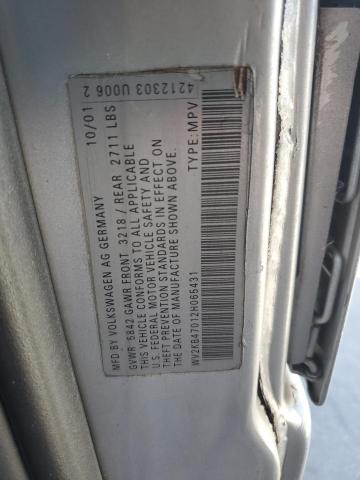 4212303 U006 2
MFD BY VOLKSWAGEN AG GERMANY 10/01
GVWR 5842 GAWR FRONT 3218 / REAR 2711 LBS
THIS VEHICLE CONFORMS TO ALL APPLICABLE
U.S. FEDERAL MOTOR VEHICLE SAFETY AND
THEFT PREVENTION STANDARDS IN EFFECT ON
THE DATE OF MANUFACTURE SHOWN ABOVE.
WV2KB47012H065431 TYPE: MPV